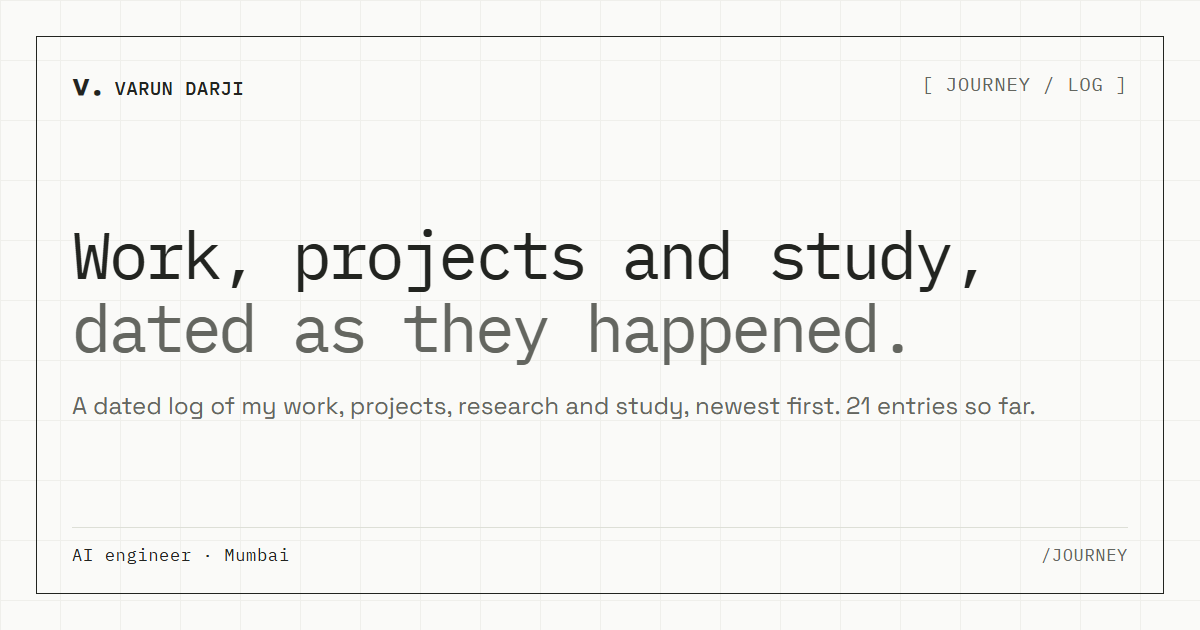 V. VARUN DARJI
[ JOURNEY / LOG ]
Work, projects and study,
dated as they happened.
A dated log of my work, projects, research and study, newest first. 21 entries so far.
AI engineer · Mumbai
/JOURNEY